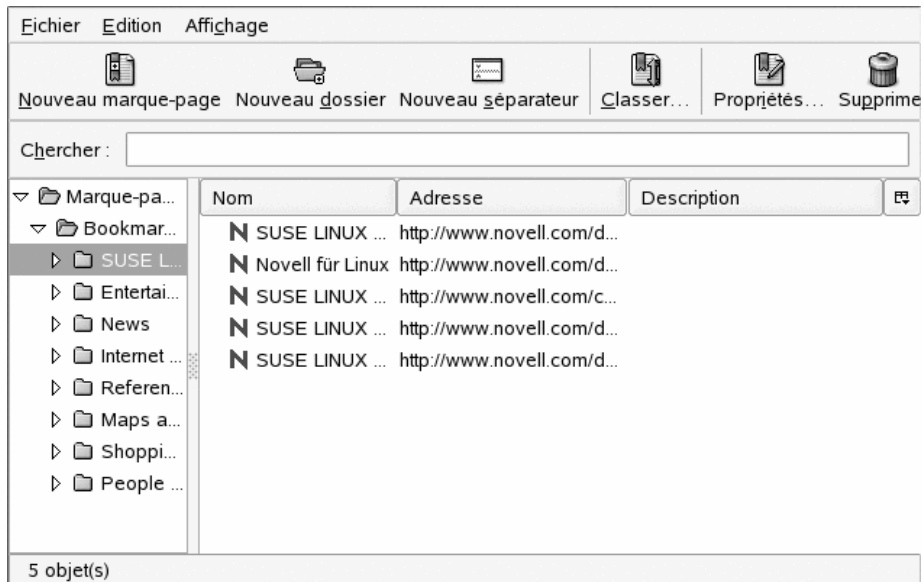 Fichier Edition Affichage
Nouveau marque-page Nouveau dossier Nouveau séparateur Classer... Propriétés... Supprime
Chercher :
Marque-pa...
Bookmar...
SUSE L...
Entertai...
News
Internet ...
Referen...
Maps a...
Shoppi...
People ...
Nom Adresse Description
SUSE LINUX ... http://www.novell.com/d...
Novell für Linux http://www.novell.com/d...
SUSE LINUX ... http://www.novell.com/c...
SUSE LINUX ... http://www.novell.com/d...
SUSE LINUX ... http://www.novell.com/d...
5 objet(s)